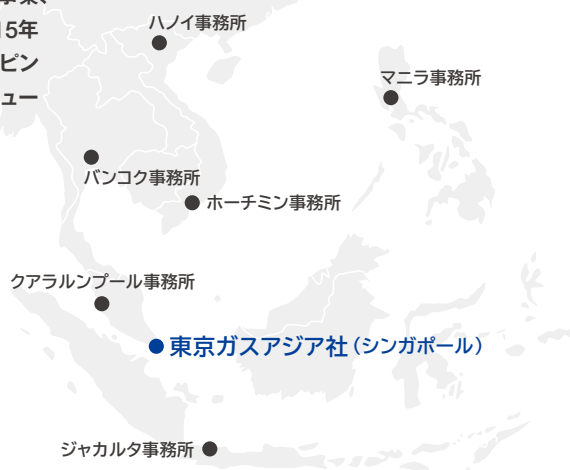 事業、
15年
ピン
ュー
ハノイ事務所
マニラ事務所
バンコク事務所
ホーチミン事務所
クアラルンプール事務所
東京ガスアジア社(シンガポール)
ジャカルタ事務所